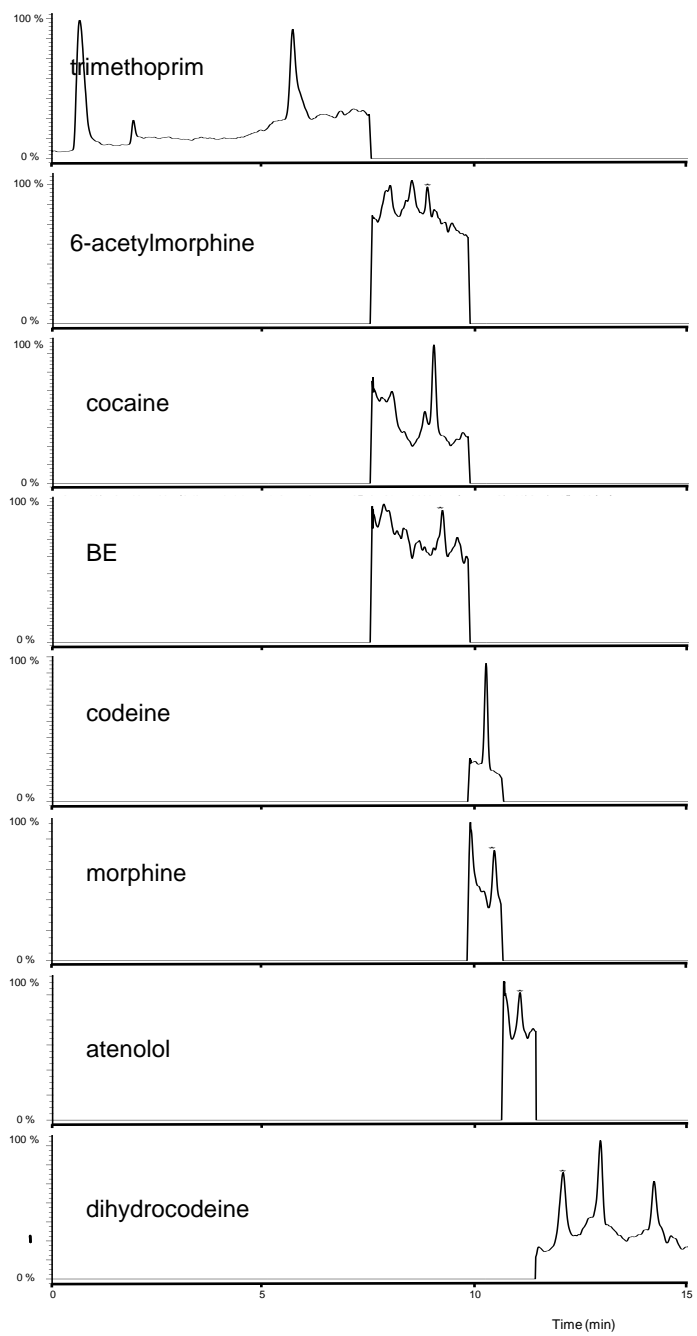 100 %
trimethoprim
0 %
100 %
6-acetylmorphine
0 %
100 %
cocaine
0 %
100 %
BE
0 %
100 %
codeine
0 %
100 %
morphine
0 %
100 %
atenolol
0 %
100 %
dihydrocodeine
0 %
0 5 10 15
Time (min)